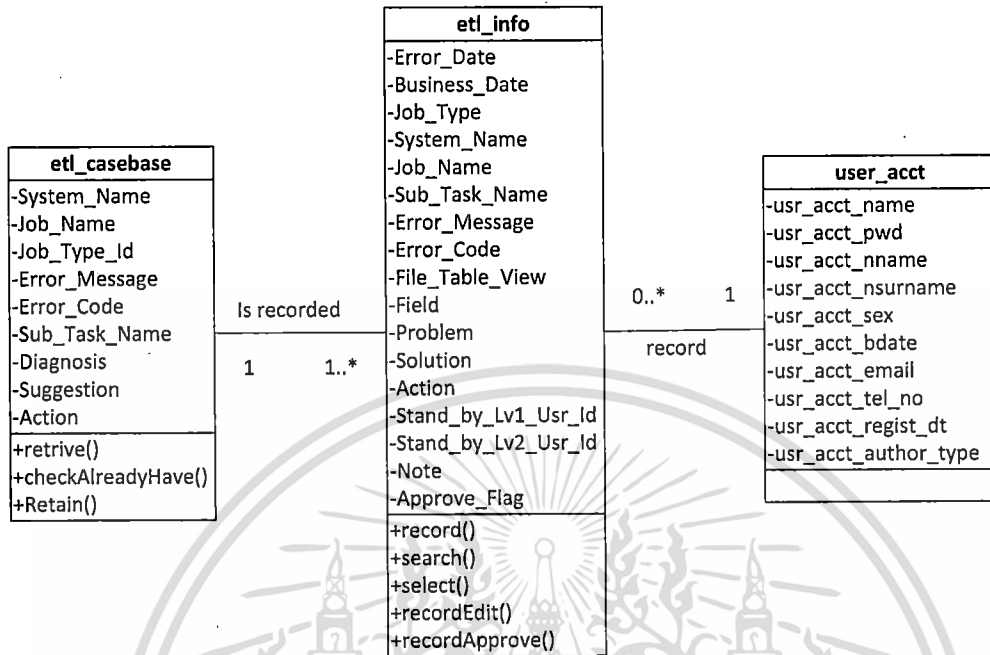 etl_casebase
-System_Name
-Job_Name
-Job_Type_Id
-Error_Message
-Error_Code
-Sub_Task_Name
-Diagnosis
-Suggestion
-Action
+retrive()
+checkAlreadyHave()
+Retain()
Is recorded
1 1..*
etl_info
-Error_Date
-Business_Date
-Job_Type
-System_Name
-Job_Name
-Sub_Task_Name
-Error_Message
-Error_Code
-File_Table_View
-Field
-Problem
-Solution
-Action
-Stand_by_Lv1_Usr_Id
-Stand_by_Lv2_Usr_Id
-Note
-Approve_Flag
+record()
+search()
+select()
+recordEdit()
+recordApprove()
0..* 1
record
user_acct
-usr_acct_name
-usr_acct_pwd
-usr_acct_nname
-usr_acct_nsurname
-usr_acct_sex
-usr_acct_bdate
-usr_acct_email
-usr_acct_tel_no
-usr_acct_regist_dt
-usr_acct_author_type